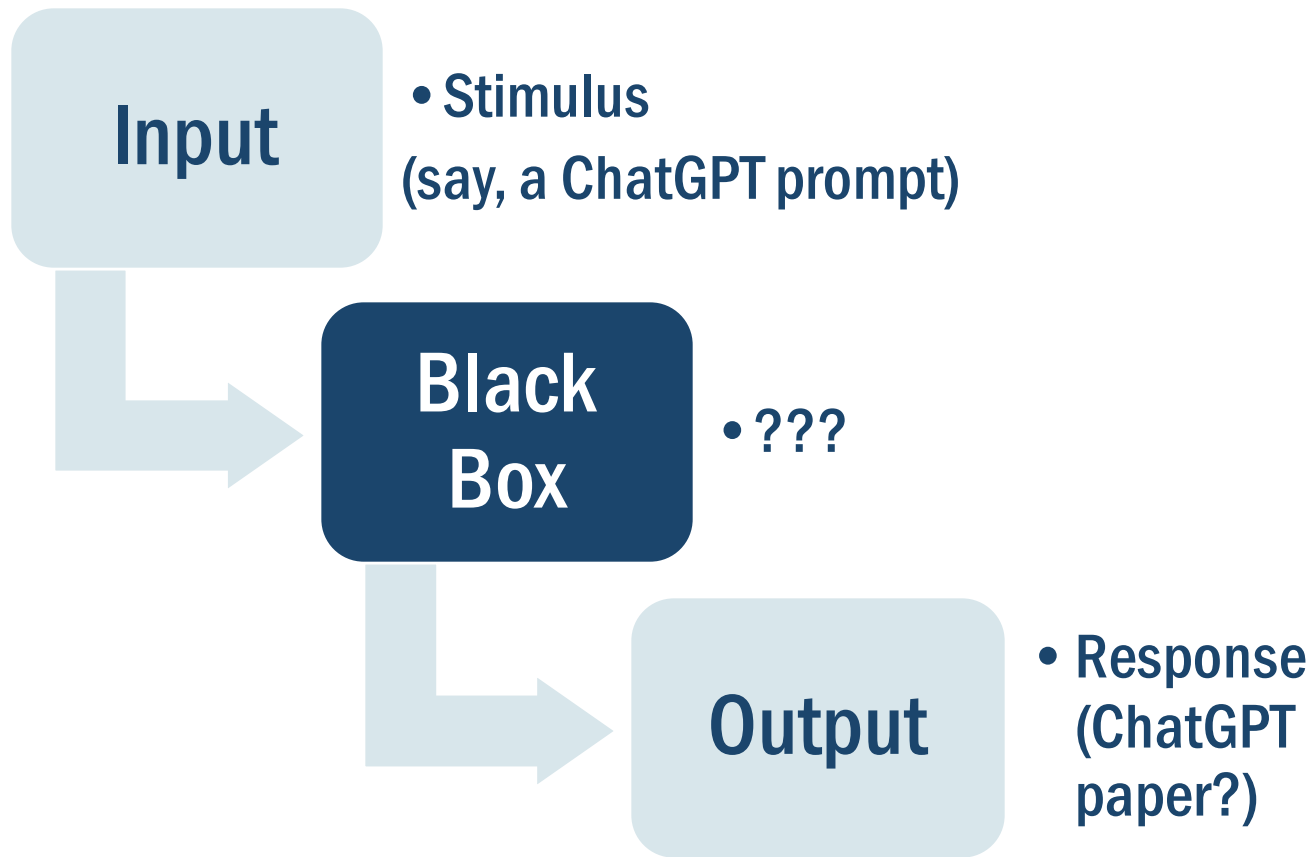 Input
• Stimulus
(say, a ChatGPT prompt)
Black
Box
• ???
Output
• Response
(ChatGPT
paper?)